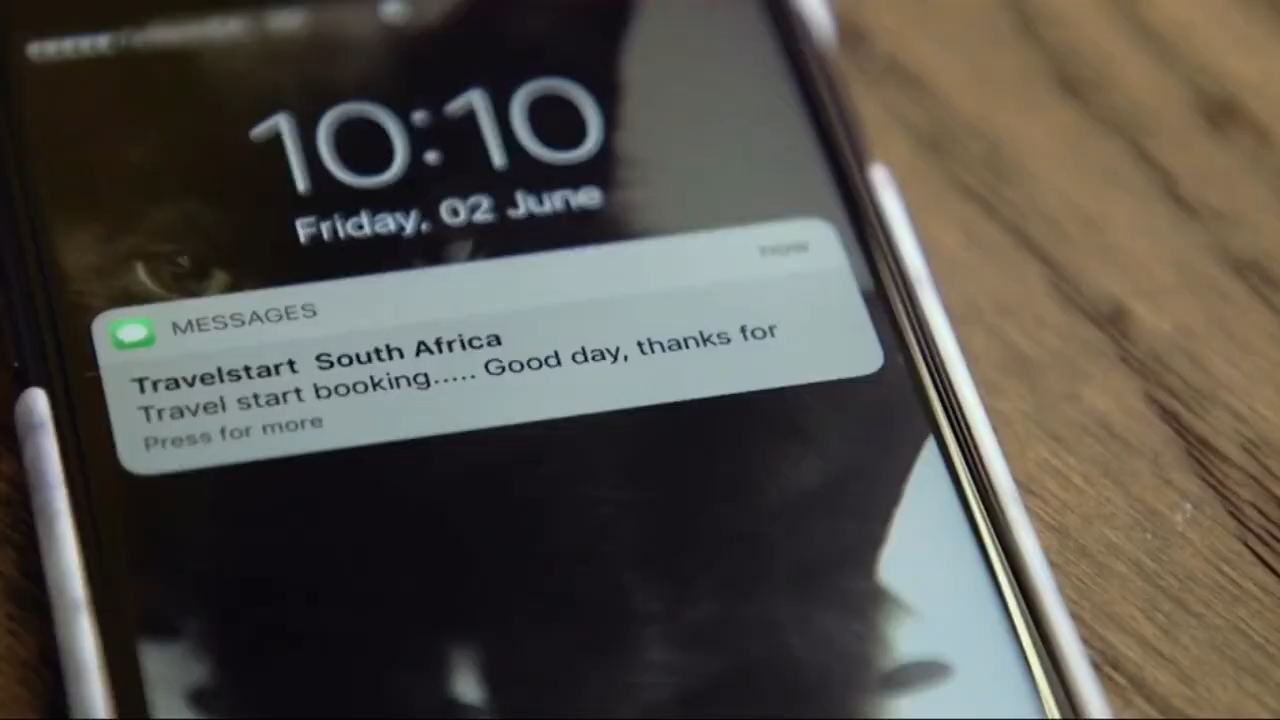 10:10
Friday, 02 June
MESSAGES
now
Travelstart South Africa
Travel start booking..... Good day, thanks for
Press for more